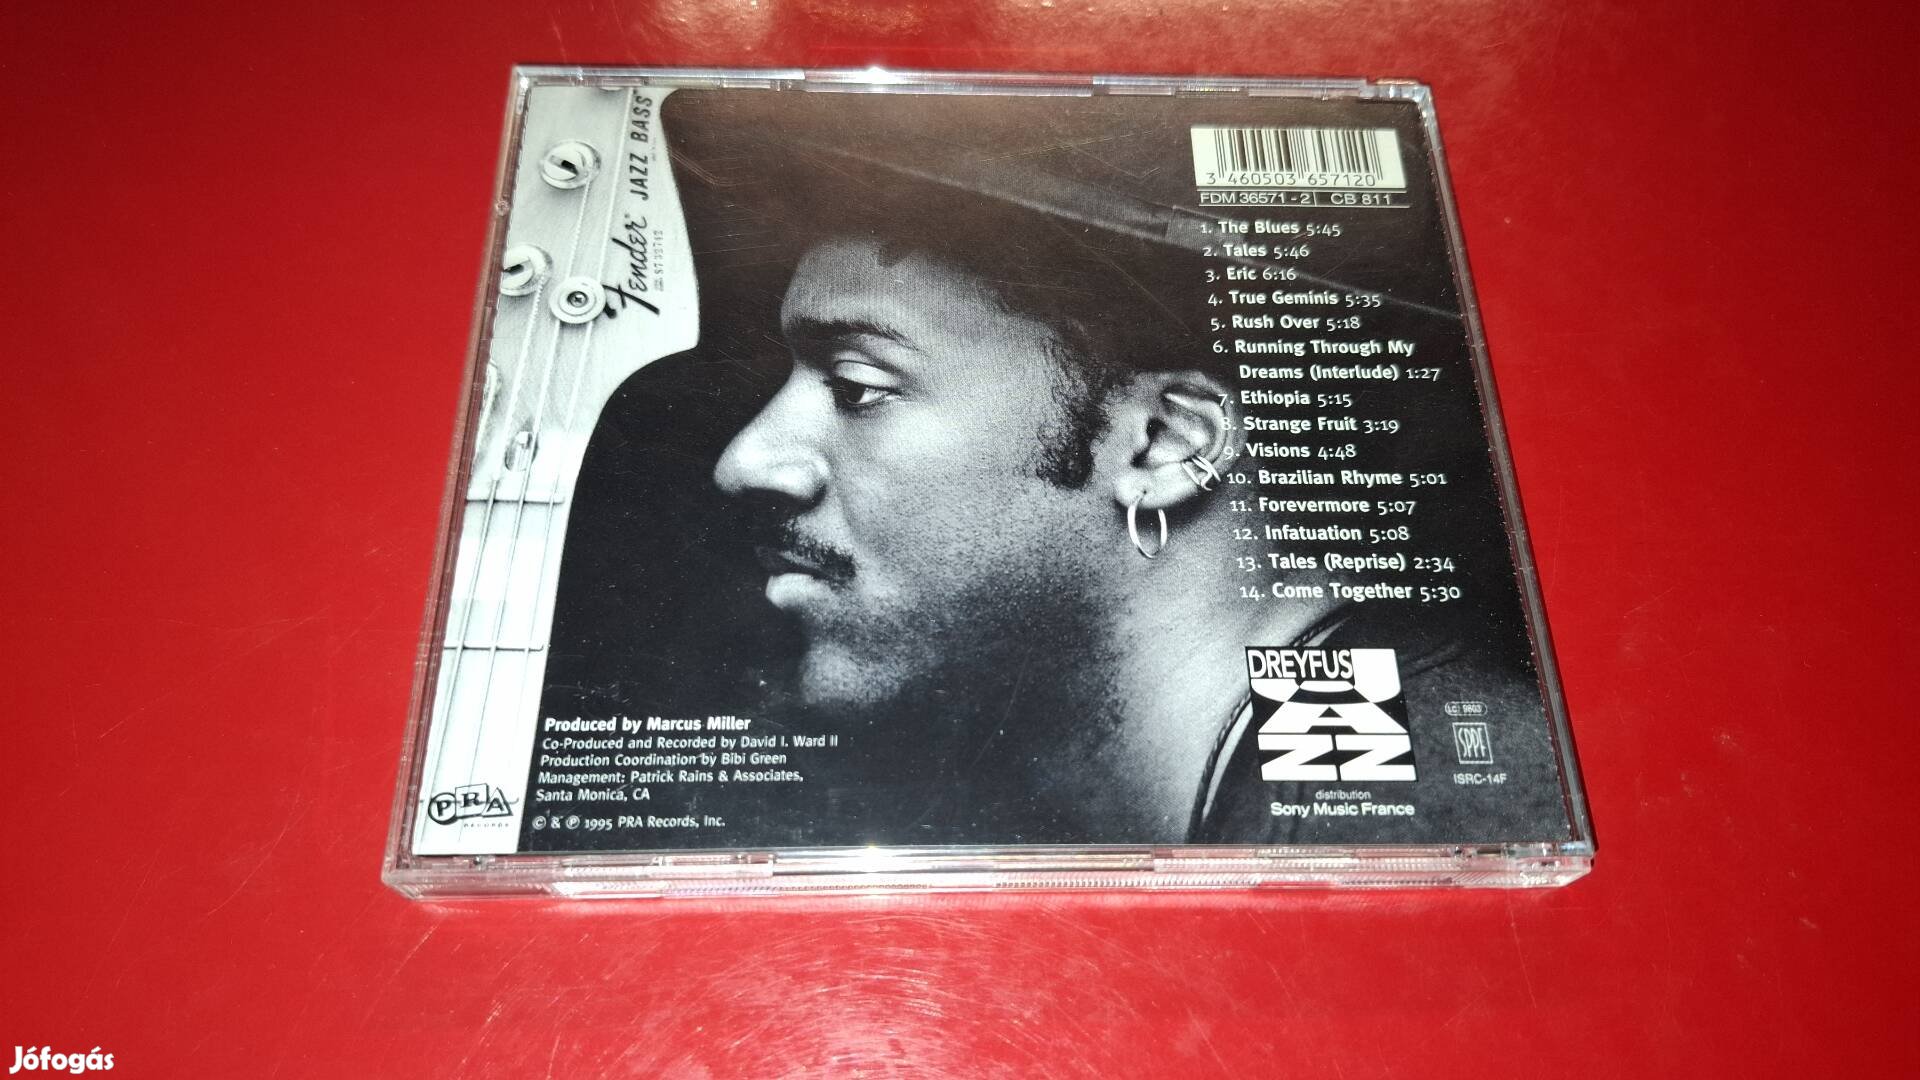 Fender JAZZ BASS
3 460503 657120
FDM 36571-2 CB 811
1. The Blues 5:45
2. Tales 5:46
3. Eric 6:16
4. True Geminis 5:35
5. Rush Over 5:18
6. Running Through My
Dreams (Interlude) 1:27
7. Ethiopia 5:15
8. Strange Fruit 3:19
9. Visions 4:48
10. Brazilian Rhyme 5:01
11. Forevermore 5:07
12. Infatuation 5:08
13. Tales (Reprise) 2:34
14. Come Together 5:30
DREYFUS
JAZZ
LC 9803
SPPF
ISRC-14F
distribution
Sony Music France
Produced by Marcus Miller
Co-Produced and Recorded by David I. Ward II
Production Coordination by Bibi Green
Management: Patrick Rains & Associates,
Santa Monica, CA
© & ℗ 1995 PRA Records, Inc.
PRA
RECORDS
Jófogás